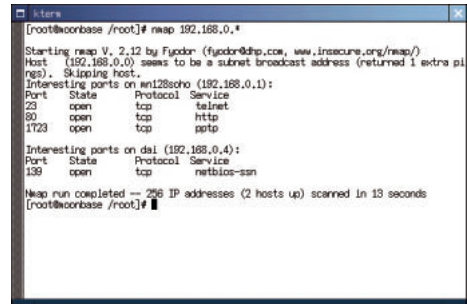 kterm
[root@moonbase /root]# nmap 192.168.0.*
Starting nmap V. 2.12 by Fyodor (fyodor@dhp.com, www.insecure.org/nmap/)
Host (192.168.0.0) seems to be a subnet broadcast address (returned 1 extra pi
ngs). Skipping host.
Interesting ports on mn128soho (192.168.0.1):
Port State Protocol Service
23 open tcp telnet
80 open tcp http
1723 open tcp pptp
Interesting ports on dai (192.168.0.4):
Port State Protocol Service
139 open tcp netbios-ssn
Nmap run completed -- 256 IP addresses (2 hosts up) scanned in 13 seconds
[root@moonbase /root]#